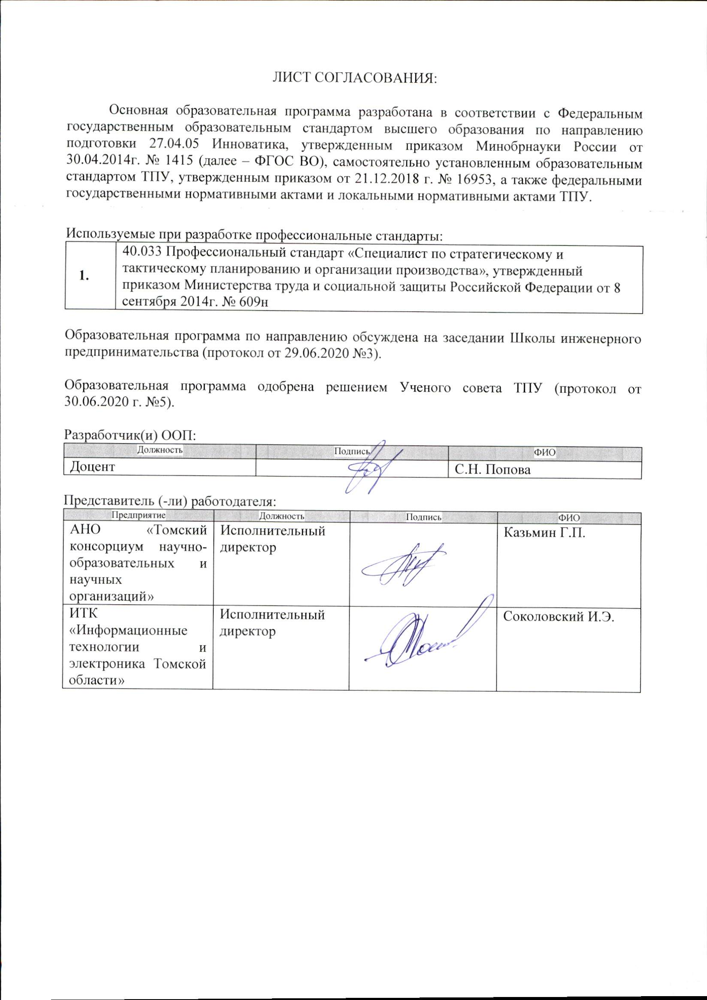 ЛИСТ СОГЛАСОВАНИЯ:
Основная образовательная программа разработана в соответствии с Федеральным
государственным образовательным стандартом высшего образования по направлению
подготовки 27.04.05 Инноватика, утвержденным приказом Минобрнауки России от
30.04.2014г. № 1415 (далее – ФГОС ВО), самостоятельно установленным образовательным
стандартом ТПУ, утвержденным приказом от 21.12.2018 г. № 16953, а также федеральными
государственными нормативными актами и локальными нормативными актами ТПУ.
Используемые при разработке профессиональные стандарты:
1.
40.033 Профессиональный стандарт «Специалист по стратегическому и
тактическому планированию и организации производства», утвержденный
приказом Министерства труда и социальной защиты Российской Федерации от 8
сентября 2014г. № 609н
Образовательная программа по направлению обсуждена на заседании Школы инженерного
предпринимательства (протокол от 29.06.2020 №3).
Образовательная программа одобрена решением Ученого совета ТПУ (протокол от
30.06.2020 г. №5).
Разработчик(и) ООП:
Должность Подпись ФИО
Доцент С.Н. Попова
Представитель (-ли) работодателя:
Предприятие Должность Подпись ФИО
АНО «Томский
консорциум научно-
образовательных и
научных
организаций»
Исполнительный
директор
Казьмин Г.П.
ИТК
«Информационные
технологии и
электроника Томской
области»
Исполнительный
директор
Соколовский И.Э.